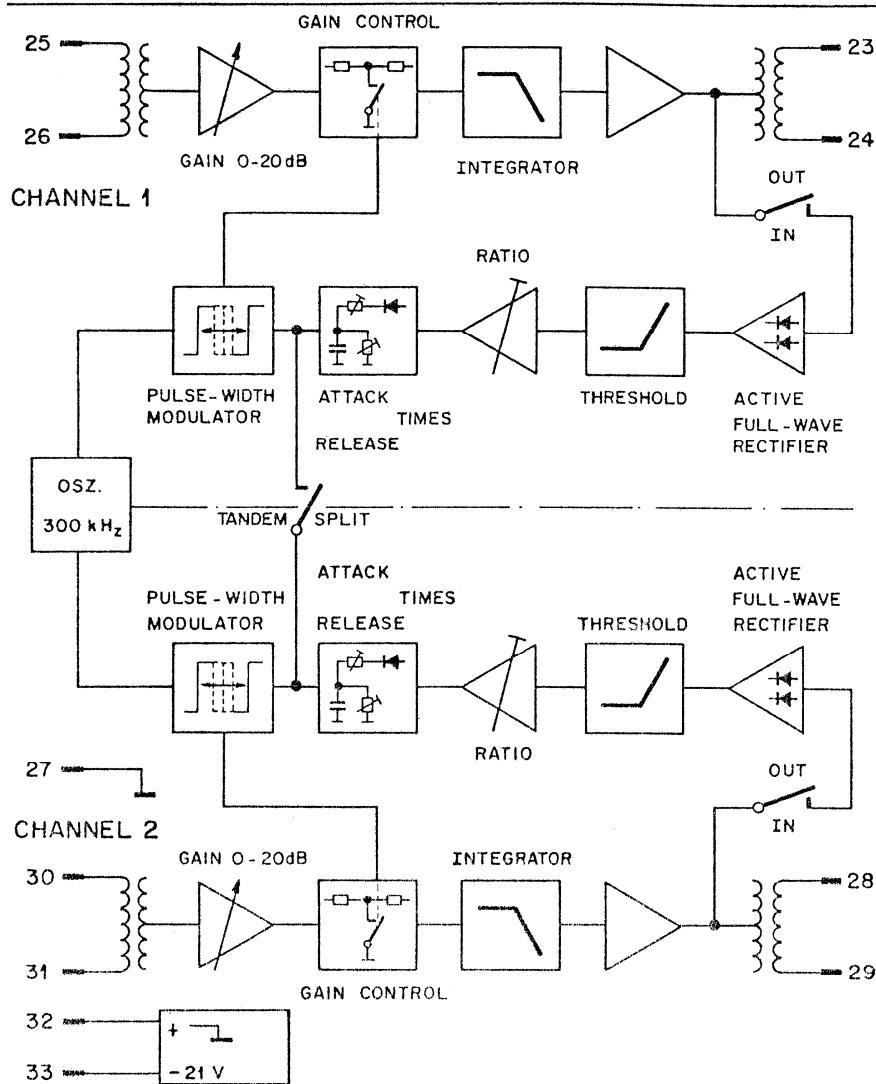 GAIN CONTROL
25
23
26
24
GAIN 0-20dB
INTEGRATOR
CHANNEL 1
OUT
IN
RATIO
PULSE-WIDTH
MODULATOR
ATTACK
TIMES
RELEASE
THRESHOLD
ACTIVE
FULL-WAVE
RECTIFIER
OSZ.
300 kHz
TANDEM
SPLIT
PULSE-WIDTH
MODULATOR
ATTACK
TIMES
RELEASE
THRESHOLD
ACTIVE
FULL-WAVE
RECTIFIER
RATIO
27
OUT
IN
CHANNEL 2
GAIN 0-20dB
INTEGRATOR
30
28
31
29
GAIN CONTROL
32
+
33
-21 V